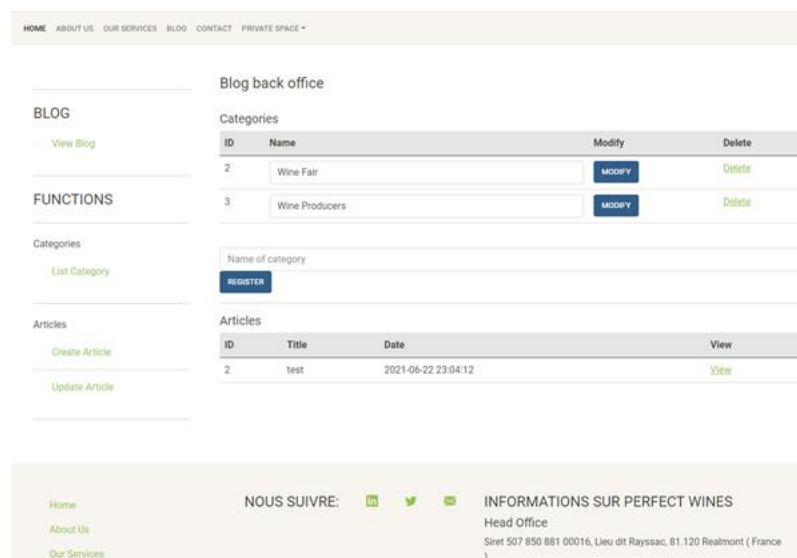 HOME ABOUT US OUR SERVICES BLOG CONTACT PRIVATE SPACE
BLOG
View Blog
FUNCTIONS
Categories
List Category
Articles
Create Article
Update Article
Blog back office
Categories
ID Name Modify Delete
2 Wine Fair MODIFY Delete
3 Wine Producers MODIFY Delete
Name of category
REGISTER
Articles
ID Title Date View
2 test 2021-06-22 23:04:12 View
Home
About Us
Our Services
NOUS SUIVRE:
INFORMATIONS SUR PERFECT WINES
Head Office
Siret 507 850 881 00016, Lieu dit Rayssac, 81.120 Realmont ( France
)